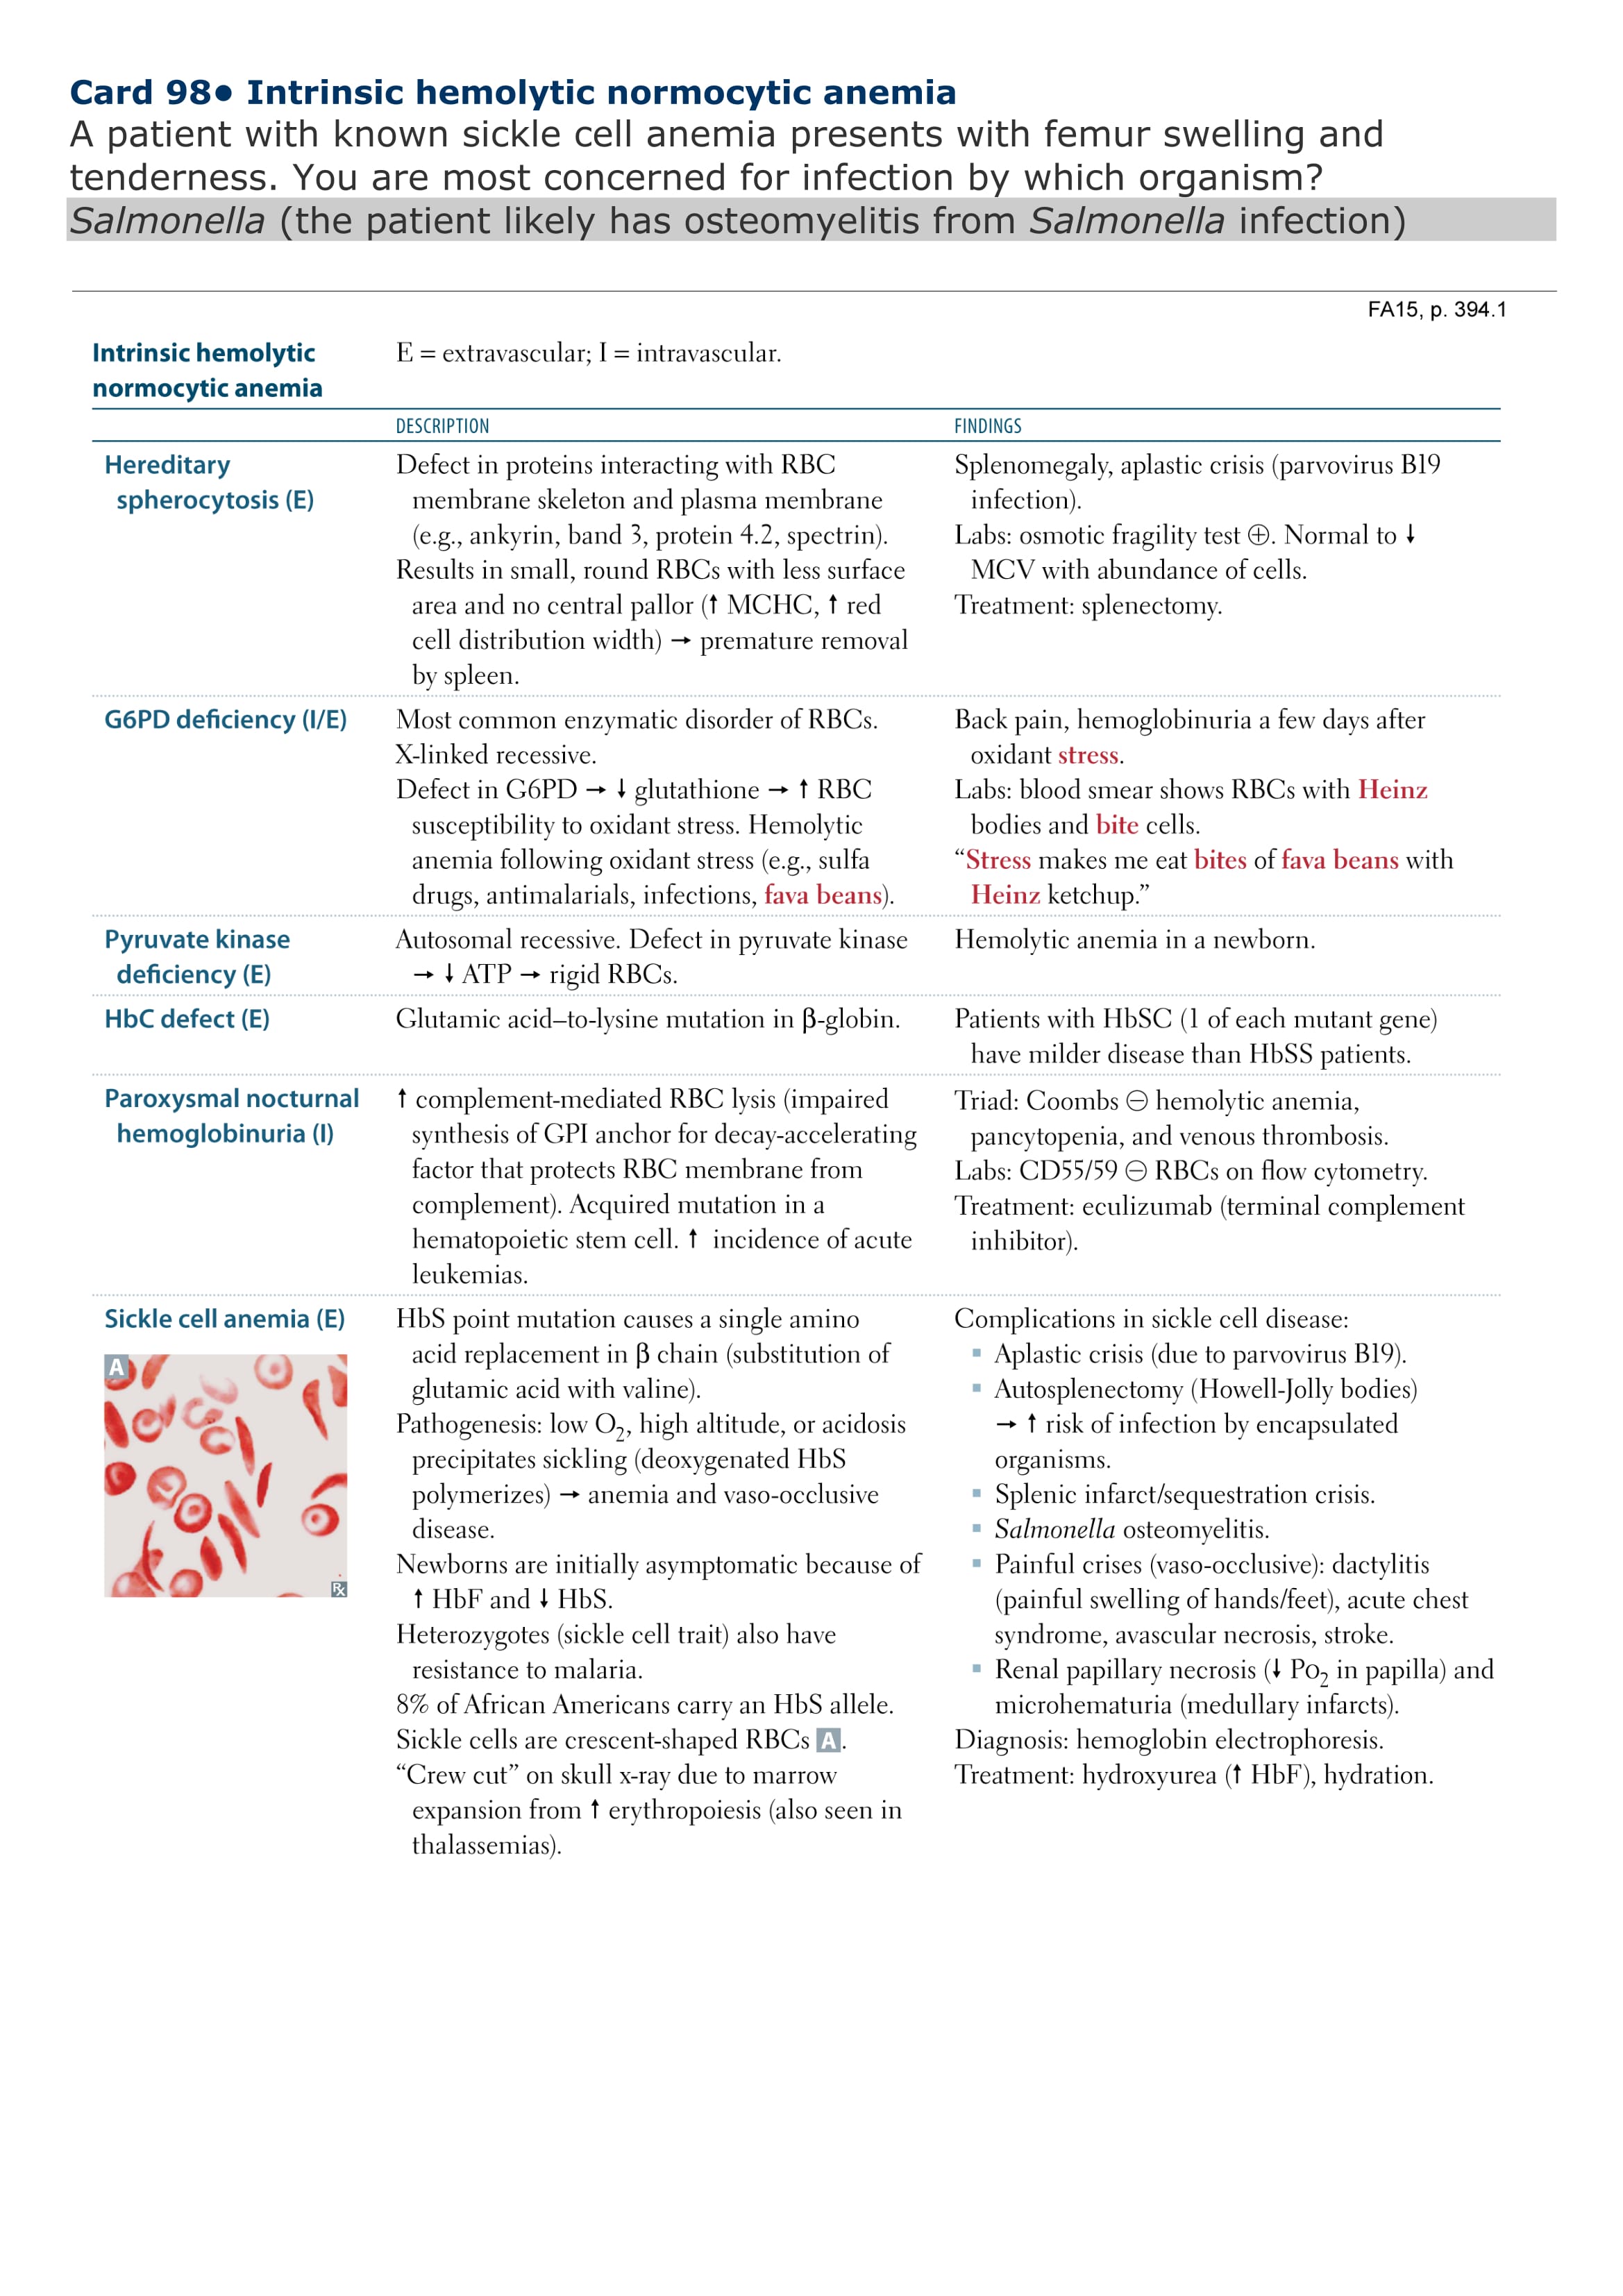 Card 98● Intrinsic hemolytic normocytic anemia
A patient with known sickle cell anemia presents with femur swelling and
tenderness. You are most concerned for infection by which organism?
Salmonella (the patient likely has osteomyelitis from Salmonella infection)
FA15, p. 394.1
Intrinsic hemolytic
normocytic anemia
E = extravascular; I = intravascular.
DESCRIPTION
FINDINGS
Hereditary
spherocytosis (E)
Defect in proteins interacting with RBC
membrane skeleton and plasma membrane
(e.g., ankyrin, band 3, protein 4.2, spectrin).
Results in small, round RBCs with less surface
area and no central pallor (↑ MCHC, ↑ red
cell distribution width) → premature removal
by spleen.
Splenomegaly, aplastic crisis (parvovirus B19
infection).
Labs: osmotic fragility test ⊕. Normal to ↓
MCV with abundance of cells.
Treatment: splenectomy.
G6PD deficiency (I/E)
Most common enzymatic disorder of RBCs.
X-linked recessive.
Defect in G6PD → ↓ glutathione → ↑ RBC
susceptibility to oxidant stress. Hemolytic
anemia following oxidant stress (e.g., sulfa
drugs, antimalarials, infections, fava beans).
Back pain, hemoglobinuria a few days after
oxidant stress.
Labs: blood smear shows RBCs with Heinz
bodies and bite cells.
“Stress makes me eat bites of fava beans with
Heinz ketchup.”
Pyruvate kinase
deficiency (E)
Autosomal recessive. Defect in pyruvate kinase
→ ↓ ATP → rigid RBCs.
Hemolytic anemia in a newborn.
HbC defect (E)
Glutamic acid–to-lysine mutation in β-globin.
Patients with HbSC (1 of each mutant gene)
have milder disease than HbSS patients.
Paroxysmal nocturnal
hemoglobinuria (I)
↑ complement-mediated RBC lysis (impaired
synthesis of GPI anchor for decay-accelerating
factor that protects RBC membrane from
complement). Acquired mutation in a
hematopoietic stem cell. ↑ incidence of acute
leukemias.
Triad: Coombs ⊖ hemolytic anemia,
pancytopenia, and venous thrombosis.
Labs: CD55/59 ⊖ RBCs on flow cytometry.
Treatment: eculizumab (terminal complement
inhibitor).
Sickle cell anemia (E)
A
℞
HbS point mutation causes a single amino
acid replacement in β chain (substitution of
glutamic acid with valine).
Pathogenesis: low O₂, high altitude, or acidosis
precipitates sickling (deoxygenated HbS
polymerizes) → anemia and vaso-occlusive
disease.
Newborns are initially asymptomatic because of
↑ HbF and ↓ HbS.
Heterozygotes (sickle cell trait) also have
resistance to malaria.
8% of African Americans carry an HbS allele.
Sickle cells are crescent-shaped RBCs A.
“Crew cut” on skull x-ray due to marrow
expansion from ↑ erythropoiesis (also seen in
thalassemias).
Complications in sickle cell disease:
▪ Aplastic crisis (due to parvovirus B19).
▪ Autosplenectomy (Howell-Jolly bodies)
→ ↑ risk of infection by encapsulated
organisms.
▪ Splenic infarct/sequestration crisis.
▪ Salmonella osteomyelitis.
▪ Painful crises (vaso-occlusive): dactylitis
(painful swelling of hands/feet), acute chest
syndrome, avascular necrosis, stroke.
▪ Renal papillary necrosis (↓ Po₂ in papilla) and
microhematuria (medullary infarcts).
Diagnosis: hemoglobin electrophoresis.
Treatment: hydroxyurea (↑ HbF), hydration.